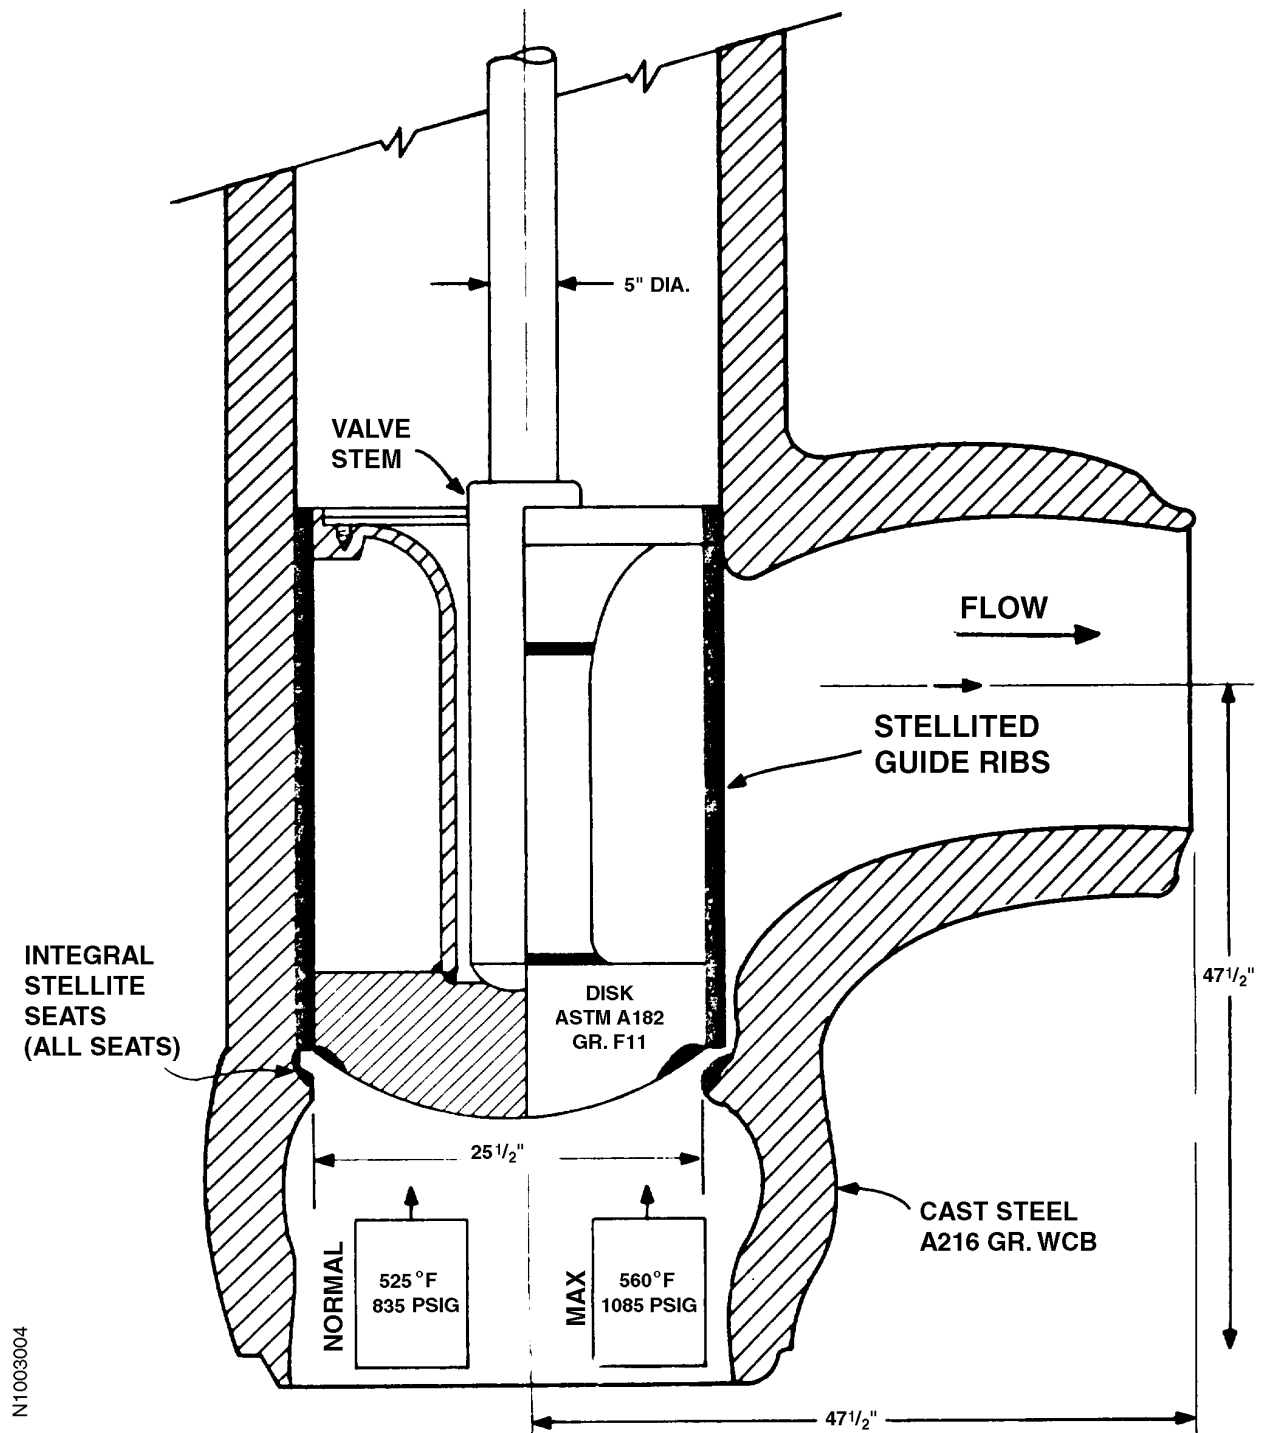 5" DIA.
VALVE
STEM
FLOW
STELLITED
GUIDE RIBS
INTEGRAL
STELLITE
SEATS
(ALL SEATS)
DISK
ASTM A182
GR. F11
47 1/2"
25 1/2"
NORMAL
525°F
835 PSIG
MAX
560°F
1085 PSIG
CAST STEEL
A216 GR. WCB
47 1/2"
N1003004